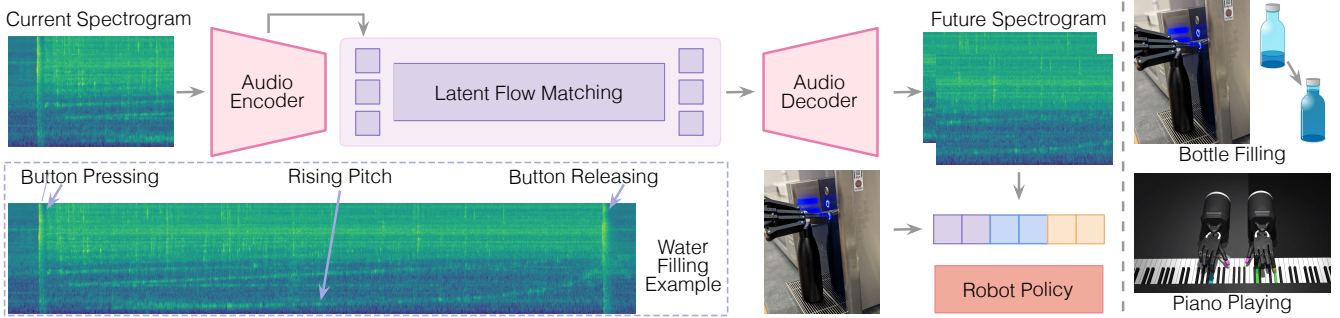 Current Spectrogram
Audio
Encoder
Latent Flow Matching
Audio
Decoder
Future Spectrogram
Bottle Filling
Button Pressing
Rising Pitch
Button Releasing
Water
Filling
Example
Robot Policy
Piano Playing